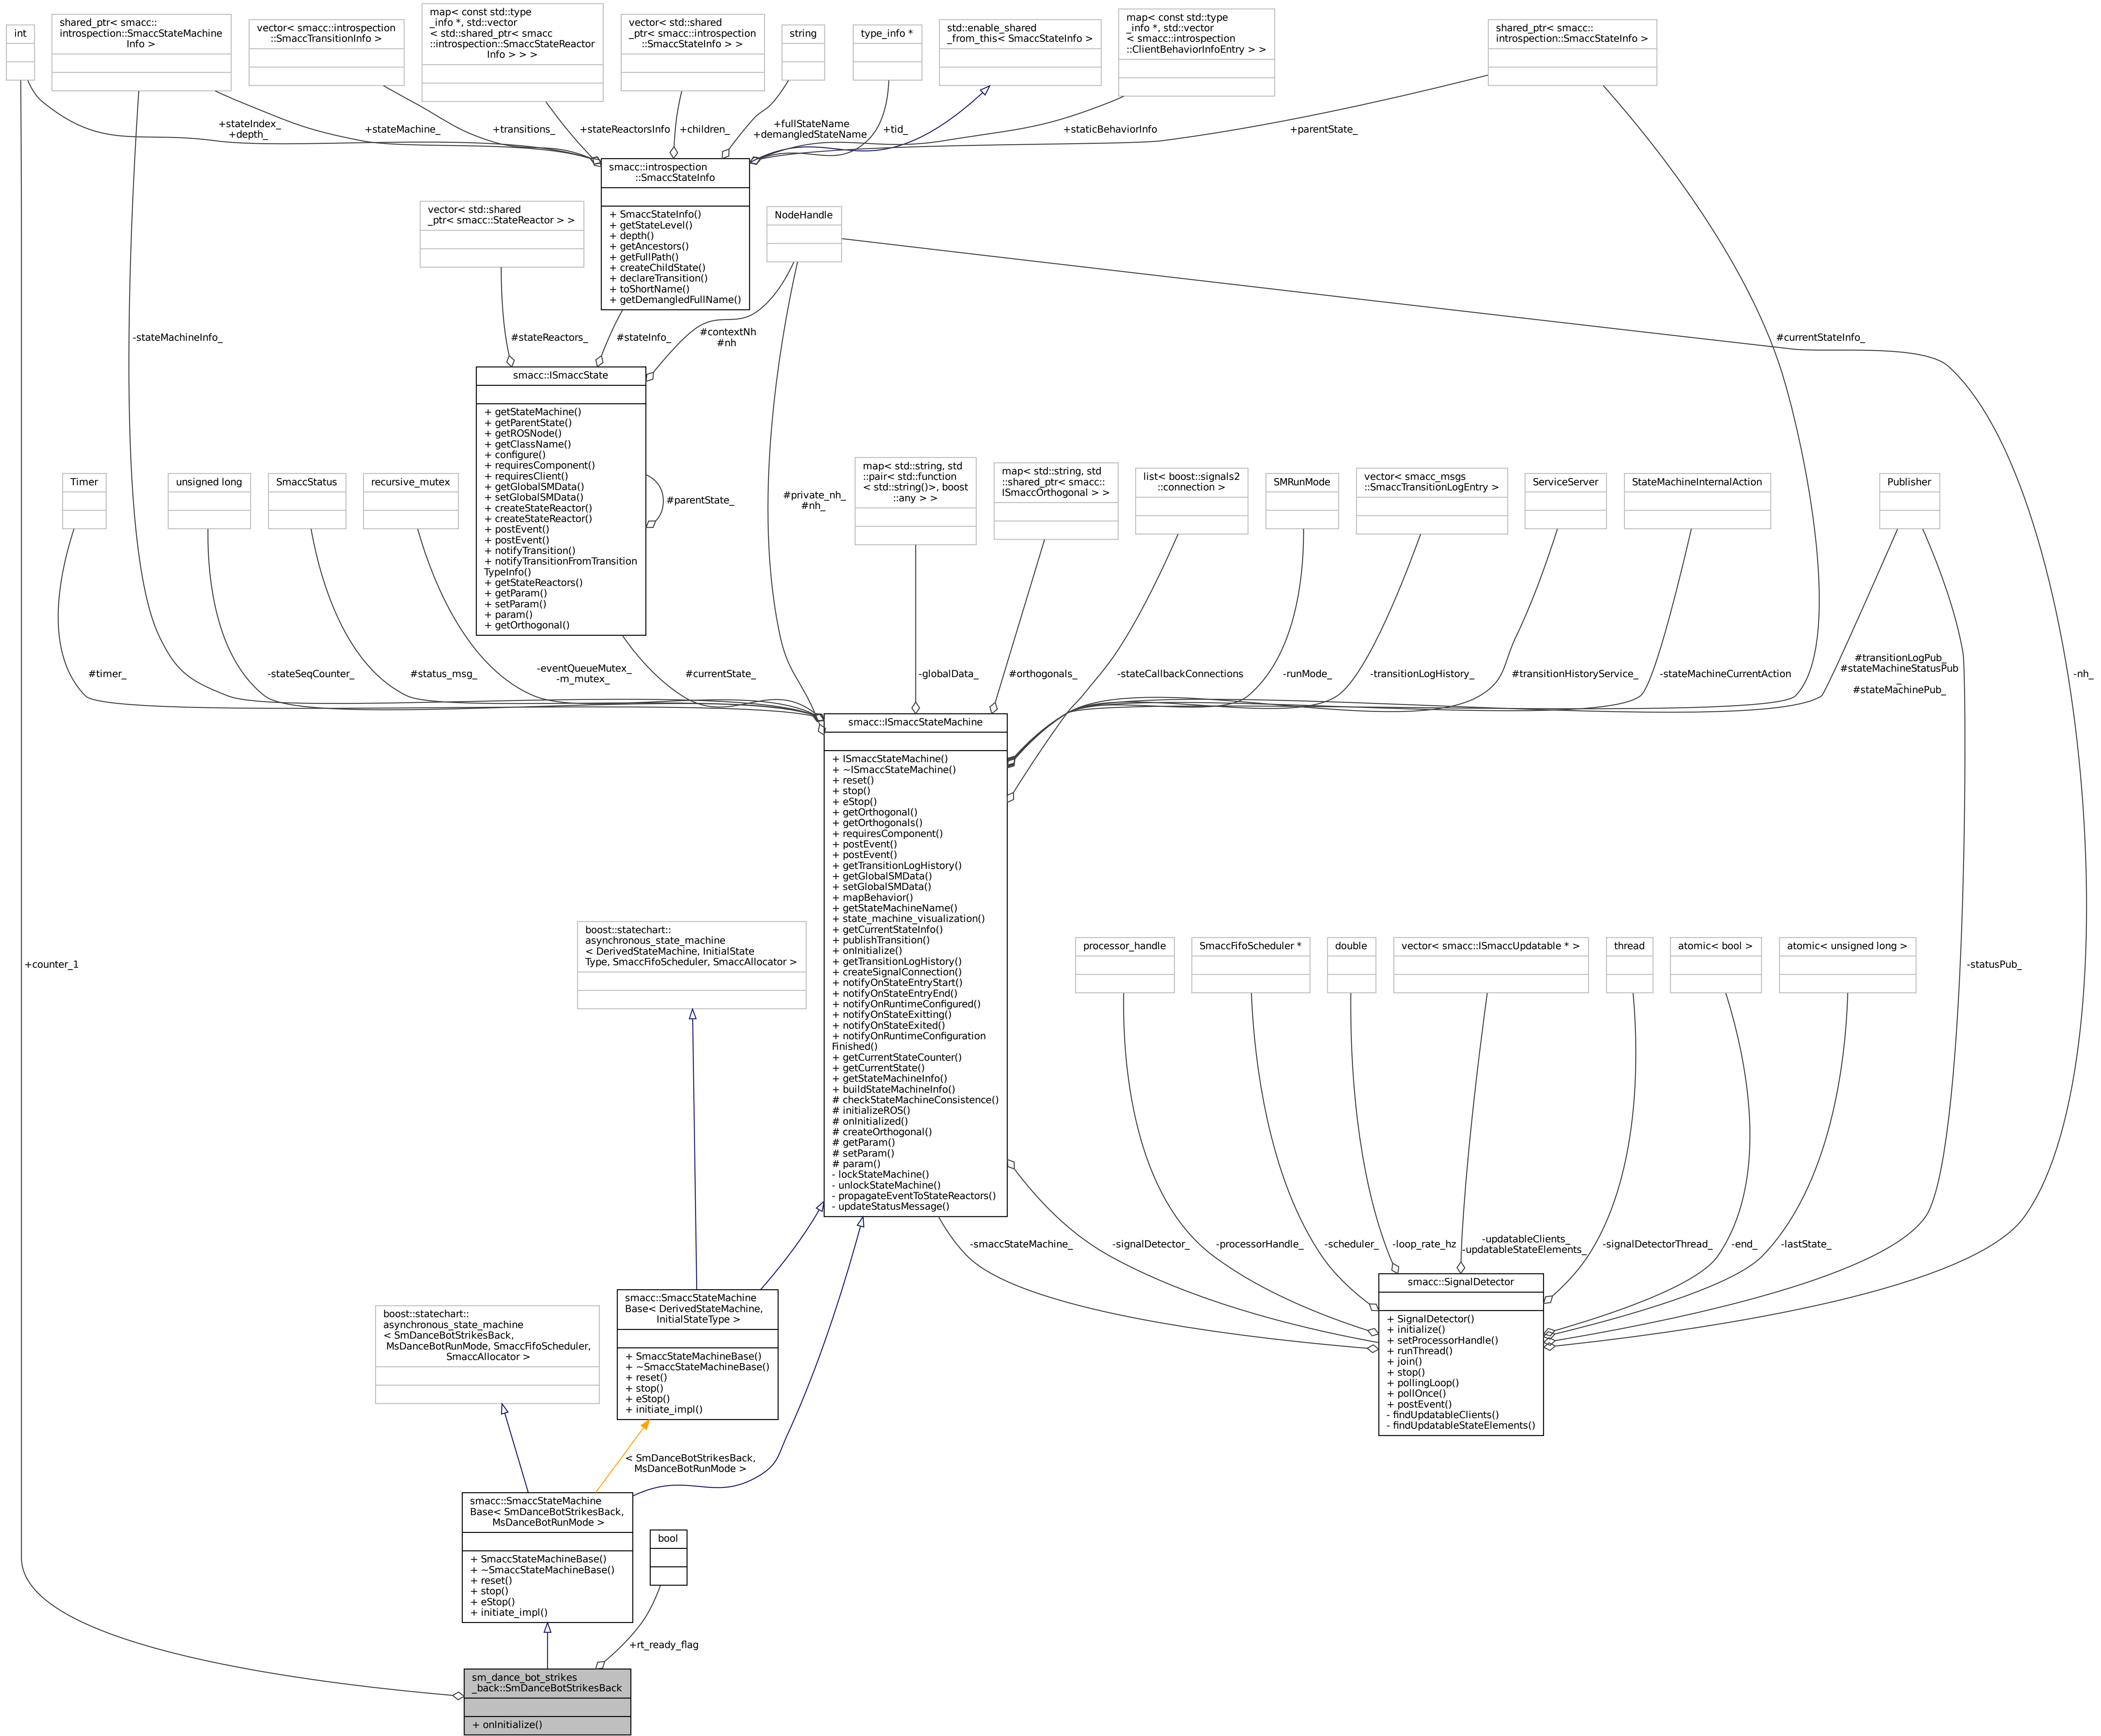 int
shared_ptr< smacc::
introspection::SmaccStateMachine
Info >
vector< smacc::introspection
::SmaccTransitionInfo >
map< const std::type
_info *, std::vector
< std::shared_ptr< smacc
::introspection::SmaccStateReactor
Info > > >
vector< std::shared
_ptr< smacc::introspection
::SmaccStateInfo > >
string
type_info *
std::enable_shared
_from_this< SmaccStateInfo >
map< const std::type
_info *, std::vector
< smacc::introspection
::ClientBehaviorInfoEntry > >
shared_ptr< smacc::
introspection::SmaccStateInfo >
+stateIndex_
+depth_
+stateMachine_
+transitions_
+stateReactorsInfo
+children_
+fullStateName
+demangledStateName
+tid_
+staticBehaviorInfo
+parentState_
smacc::introspection
::SmaccStateInfo
+ SmaccStateInfo()
+ getStateLevel()
+ depth()
+ getAncestors()
+ getFullPath()
+ createChildState()
+ declareTransition()
+ toShortName()
+ getDemangledFullName()
vector< std::shared
_ptr< smacc::StateReactor > >
NodeHandle
-stateMachineInfo_
#stateReactors_
#stateInfo_
#contextNh
#nh
#currentStateInfo_
smacc::ISmaccState
+ getStateMachine()
+ getParentState()
+ getROSNode()
+ getClassName()
+ configure()
+ requiresComponent()
+ requiresClient()
+ getGlobalSMData()
+ setGlobalSMData()
+ createStateReactor()
+ createStateReactor()
+ postEvent()
+ postEvent()
+ notifyTransition()
+ notifyTransitionFromTransition
TypeInfo()
+ getStateReactors()
+ getParam()
+ setParam()
+ param()
+ getOrthogonal()
#parentState_
#private_nh_
#nh_
Timer
unsigned long
SmaccStatus
recursive_mutex
map< std::string, std
::pair< std::function
< std::string()>, boost
::any > >
map< std::string, std
::shared_ptr< smacc::
ISmaccOrthogonal > >
list< boost::signals2
::connection >
SMRunMode
vector< smacc_msgs
::SmaccTransitionLogEntry >
ServiceServer
StateMachineInternalAction
Publisher
#timer_
-stateSeqCounter_
#status_msg_
-eventQueueMutex_
-m_mutex_
#currentState_
-globalData_
#orthogonals_
-stateCallbackConnections
-runMode_
-transitionLogHistory_
#transitionHistoryService_
-stateMachineCurrentAction
#transitionLogPub_
#stateMachineStatusPub
_
#stateMachinePub_
-nh_
smacc::ISmaccStateMachine
+ ISmaccStateMachine()
+ ~ISmaccStateMachine()
+ reset()
+ stop()
+ eStop()
+ getOrthogonal()
+ getOrthogonals()
+ requiresComponent()
+ postEvent()
+ postEvent()
+ getTransitionLogHistory()
+ getGlobalSMData()
+ setGlobalSMData()
+ mapBehavior()
+ getStateMachineName()
+ state_machine_visualization()
+ getCurrentStateInfo()
+ publishTransition()
+ onInitialize()
+ getTransitionLogHistory()
+ createSignalConnection()
+ notifyOnStateEntryStart()
+ notifyOnStateEntryEnd()
+ notifyOnRuntimeConfigured()
+ notifyOnStateExitting()
+ notifyOnStateExited()
+ notifyOnRuntimeConfiguration
Finished()
+ getCurrentStateCounter()
+ getCurrentState()
+ getStateMachineInfo()
+ buildStateMachineInfo()
# checkStateMachineConsistence()
# initializeROS()
# onInitialized()
# createOrthogonal()
# getParam()
# setParam()
# param()
- lockStateMachine()
- unlockStateMachine()
- propagateEventToStateReactors()
- updateStatusMessage()
+counter_1
boost::statechart::
asynchronous_state_machine
< DerivedStateMachine, InitialState
Type, SmaccFifoScheduler, SmaccAllocator >
processor_handle
SmaccFifoScheduler *
double
vector< smacc::ISmaccUpdatable * >
thread
atomic< bool >
atomic< unsigned long >
-statusPub_
-smaccStateMachine_
-signalDetector_
-processorHandle_
-scheduler_
-loop_rate_hz
-updatableClients_
-updatableStateElements_
-signalDetectorThread_
-end_
-lastState_
smacc::SignalDetector
+ SignalDetector()
+ initialize()
+ setProcessorHandle()
+ runThread()
+ join()
+ stop()
+ pollingLoop()
+ pollOnce()
+ postEvent()
- findUpdatableClients()
- findUpdatableStateElements()
boost::statechart::
asynchronous_state_machine
< SmDanceBotStrikesBack,
MsDanceBotRunMode, SmaccFifoScheduler,
SmaccAllocator >
smacc::SmaccStateMachine
Base< DerivedStateMachine,
InitialStateType >
+ SmaccStateMachineBase()
+ ~SmaccStateMachineBase()
+ reset()
+ stop()
+ eStop()
+ initiate_impl()
< SmDanceBotStrikesBack,
MsDanceBotRunMode >
smacc::SmaccStateMachine
Base< SmDanceBotStrikesBack,
MsDanceBotRunMode >
+ SmaccStateMachineBase()
+ ~SmaccStateMachineBase()
+ reset()
+ stop()
+ eStop()
+ initiate_impl()
bool
+rt_ready_flag
sm_dance_bot_strikes
_back::SmDanceBotStrikesBack
+ onInitialize()